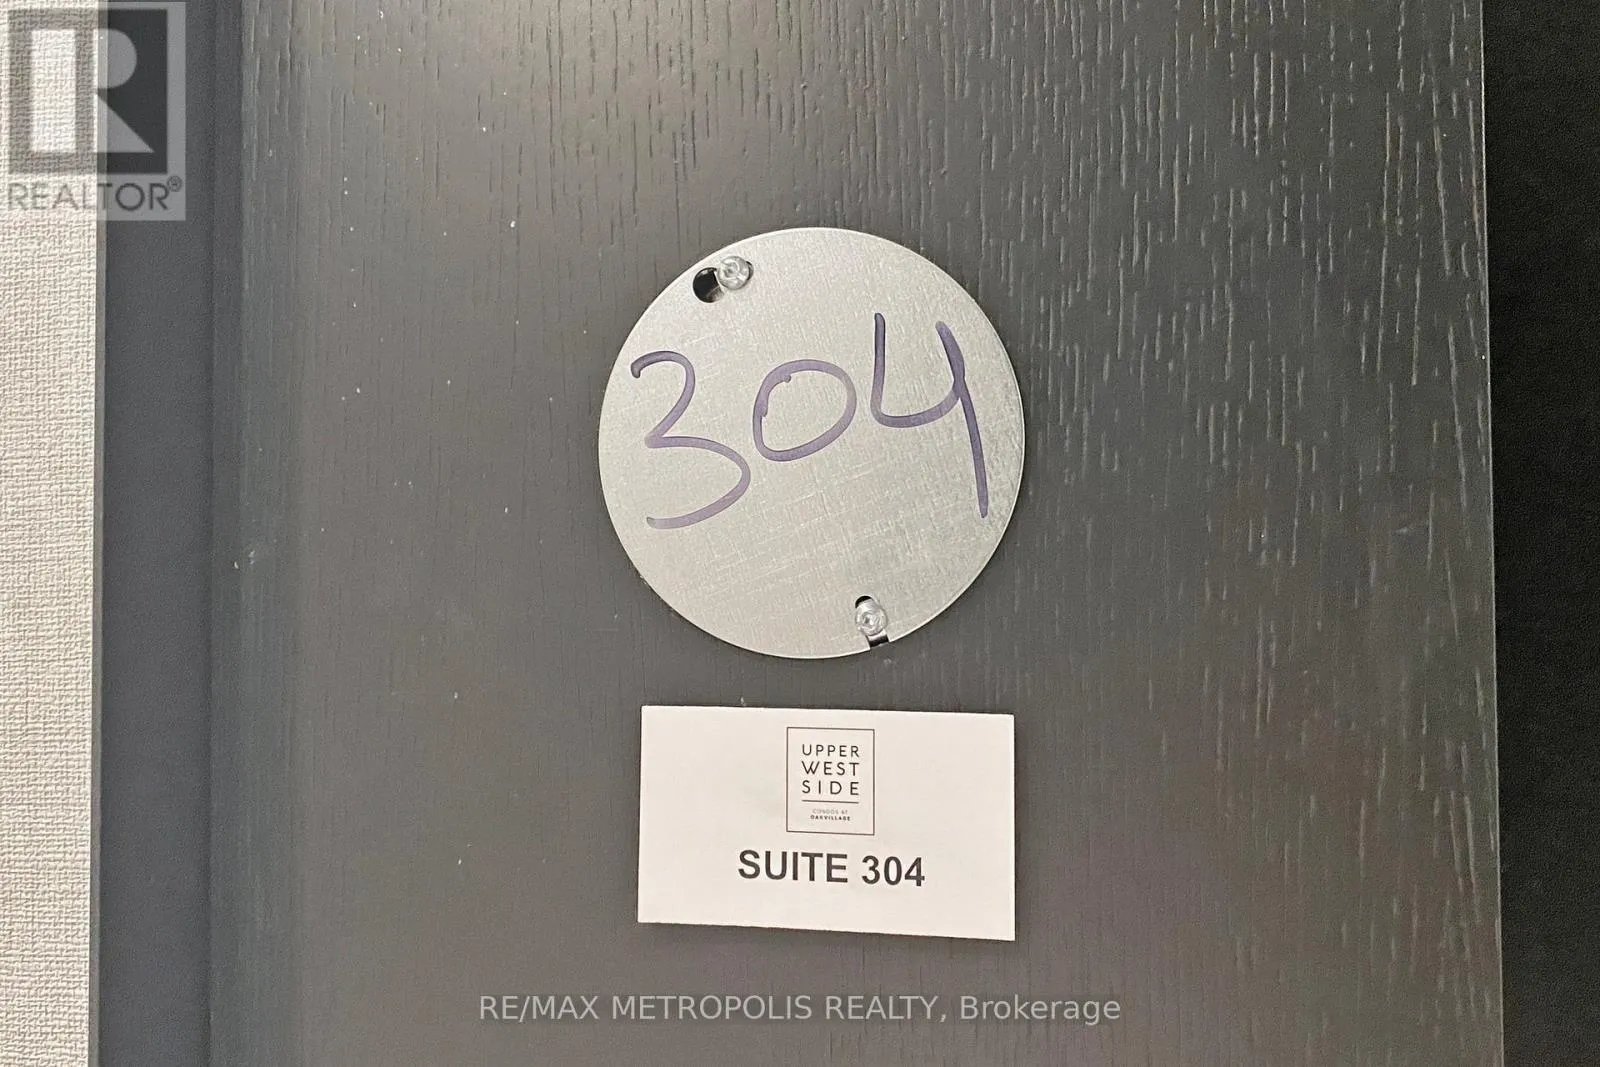 REALTOR®
304
UPPER
WEST
SIDE
CONDOS AT
OAKVILLAGE
SUITE 304
RE/MAX METROPOLIS REALTY, Brokerage